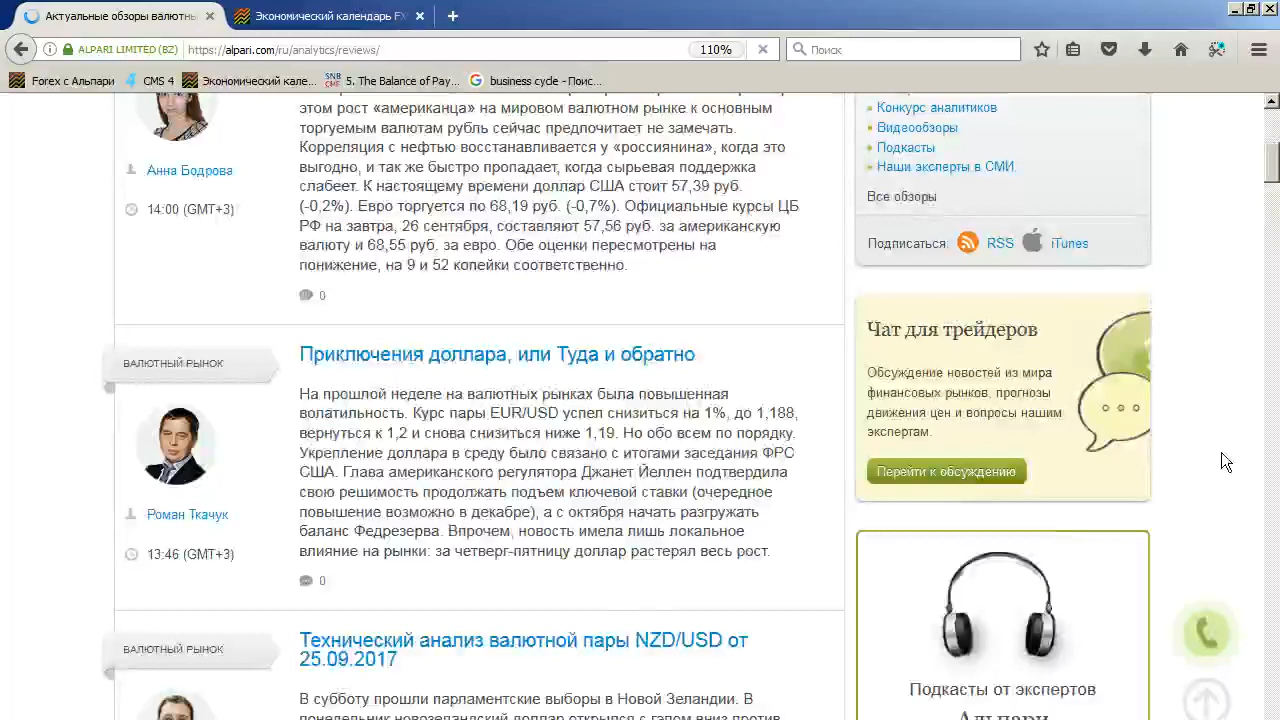 Актуальные обзоры валютнь
Экономический календарь FX
ALPARI LIMITED (BZ)
https://alpari.com/ru/analytics/reviews/
110%
Поиск
Forex с Альпари
CMS 4
Экономический кале...
SNB CME
5. The Balance of Pay...
business cycle - Поис...
этом рост «американца» на мировом валютном рынке к основным
торгуемым валютам рубль сейчас предпочитает не замечать.
Корреляция с нефтью восстанавливается у «россиянина», когда это
выгодно, и так же быстро пропадает, когда сырьевая поддержка
слабеет. К настоящему времени доллар США стоит 57,39 руб.
(-0,2%). Евро торгуется по 68,19 руб. (-0,7%). Официальные курсы ЦБ
РФ на завтра, 26 сентября, составляют 57,56 руб. за американскую
валюту и 68,55 руб. за евро. Обе оценки пересмотрены на
понижение, на 9 и 52 копейки соответственно.
Анна Бодрова
14:00 (GMT+3)
0
ВАЛЮТНЫЙ РЫНОК
Приключения доллара, или Туда и обратно
На прошлой неделе на валютных рынках была повышенная
волатильность. Курс пары EUR/USD успел снизиться на 1%, до 1,188,
вернуться к 1,2 и снова снизиться ниже 1,19. Но обо всем по порядку.
Укрепление доллара в среду было связано с итогами заседания ФРС
США. Глава американского регулятора Джанет Йеллен подтвердила
свою решимость продолжать подъем ключевой ставки (очередное
повышение возможно в декабре), а с октября начать разгружать
баланс Федрезерва. Впрочем, новость имела лишь локальное
влияние на рынки: за четверг-пятницу доллар растерял весь рост.
Роман Ткачук
13:46 (GMT+3)
0
ВАЛЮТНЫЙ РЫНОК
Технический анализ валютной пары NZD/USD от
25.09.2017
В субботу прошли парламентские выборы в Новой Зеландии. В
понедельник новозеландский доллар открылся с гэпом вниз против
Конкурс аналитиков
Видеообзоры
Подкасты
Наши эксперты в СМИ
Все обзоры
Подписаться:
RSS
iTunes
Чат для трейдеров
Обсуждение новостей из мира
финансовых рынков, прогнозы
движения цен и вопросы нашим
экспертам.
Перейти к обсуждению
Подкасты от экспертов
Альпари